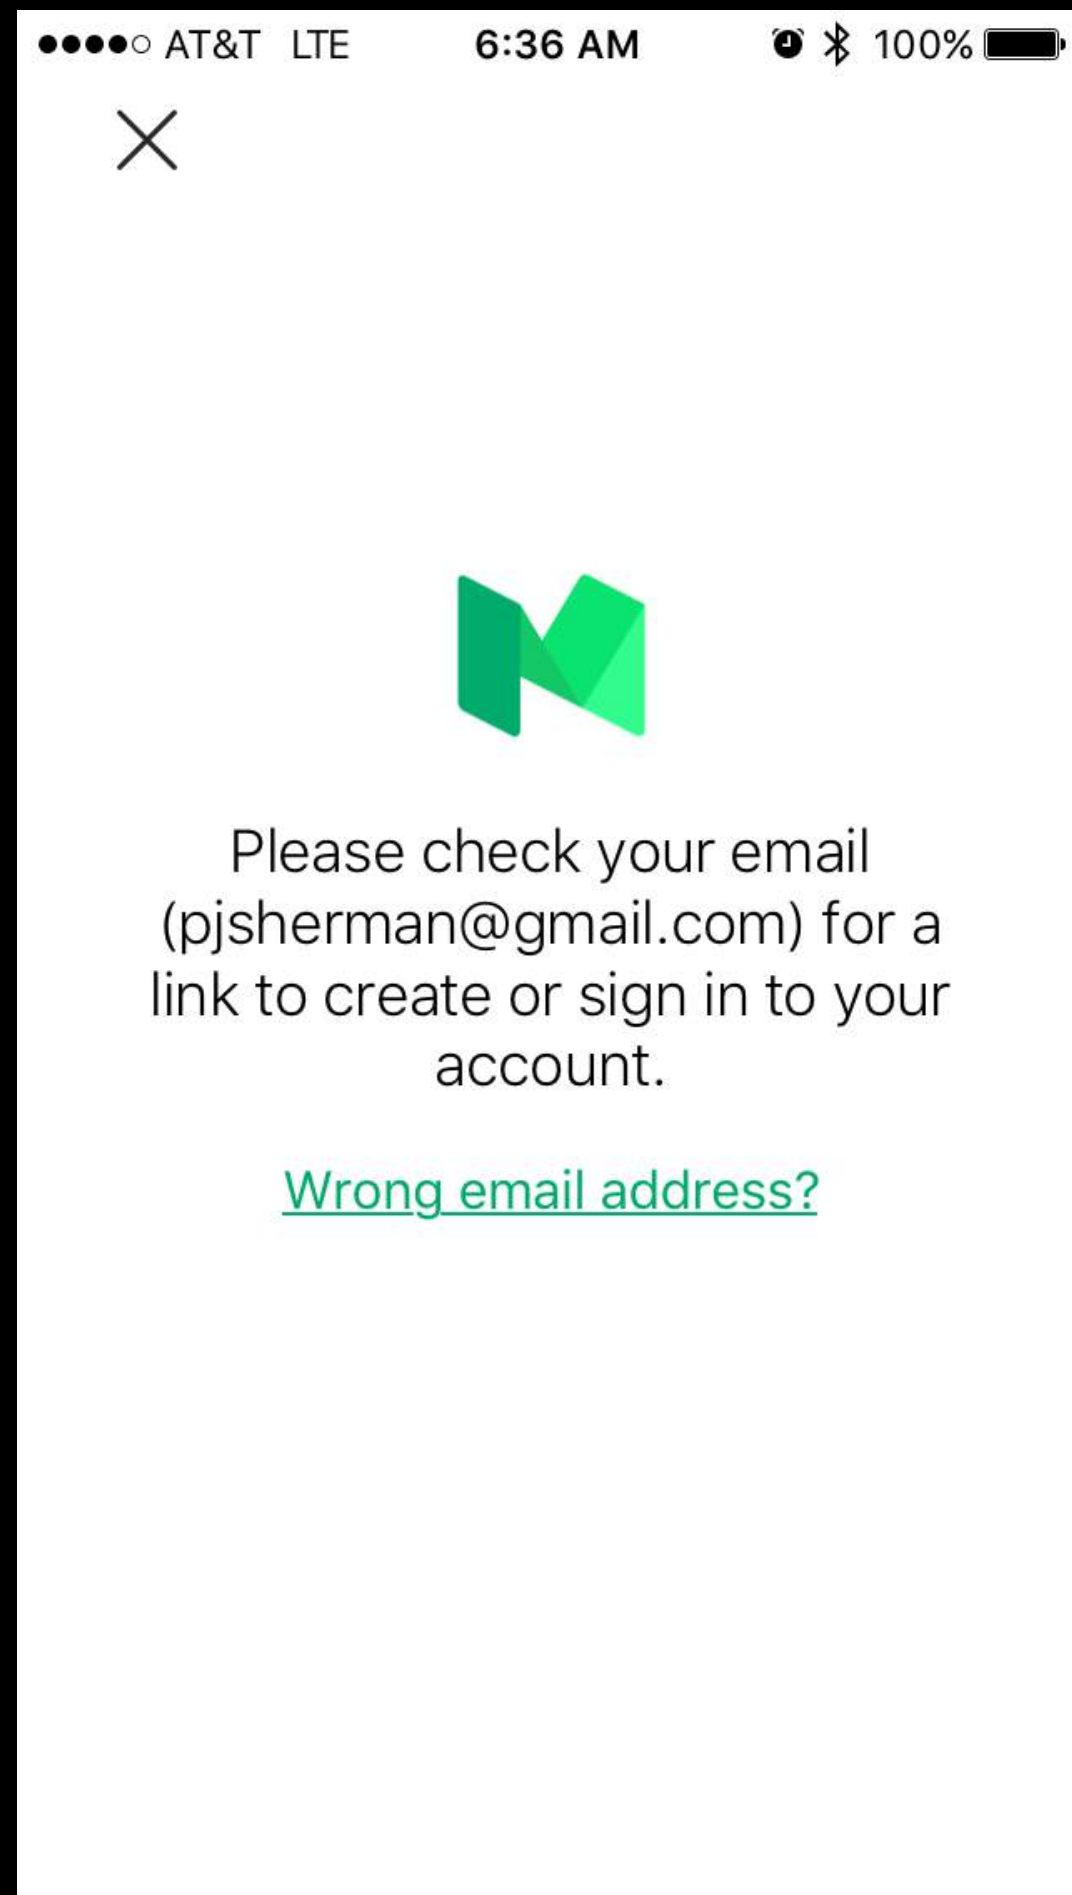 AT&T LTE 6:36 AM 100%
Please check your email
(pjsherman@gmail.com) for a
link to create or sign in to your
account.
Wrong email address?